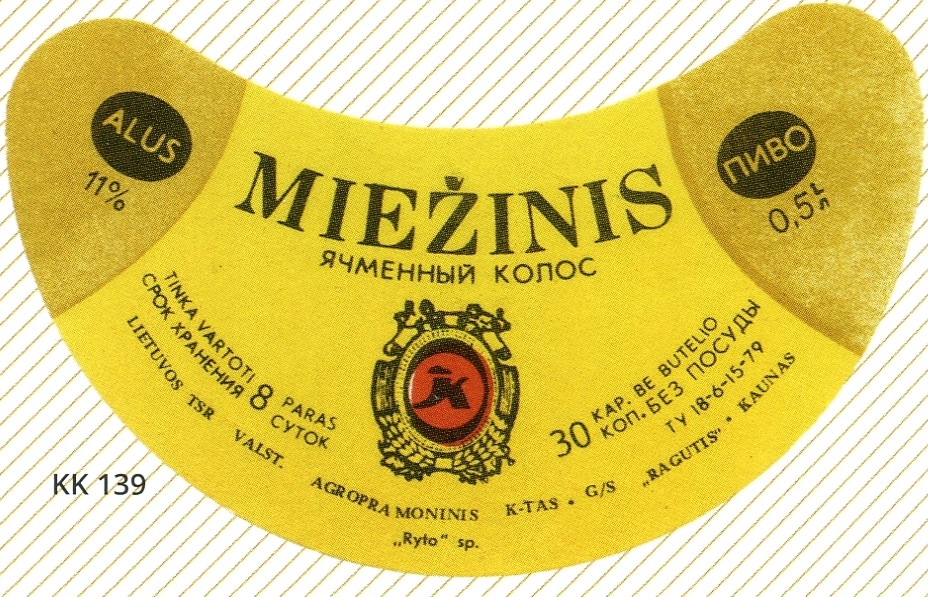 ALUS
11%
MIEŽINIS
ЯЧМЕННЫЙ КОЛОС
ПИВО
0,5 L
л
TINKA VARTOTI 8 PARAS
СРОК ХРАНЕНИЯ СУТОК
30 KAP. BE BUTELIO
КОП. БЕЗ ПОСУДЫ
ТУ 18-6-15-79
LIETUVOS TSR VALST. AGROPRAMONINIS K-TAS • G/S „RAGUTIS“ • KAUNAS
„Ryto“ sp.
KK 139